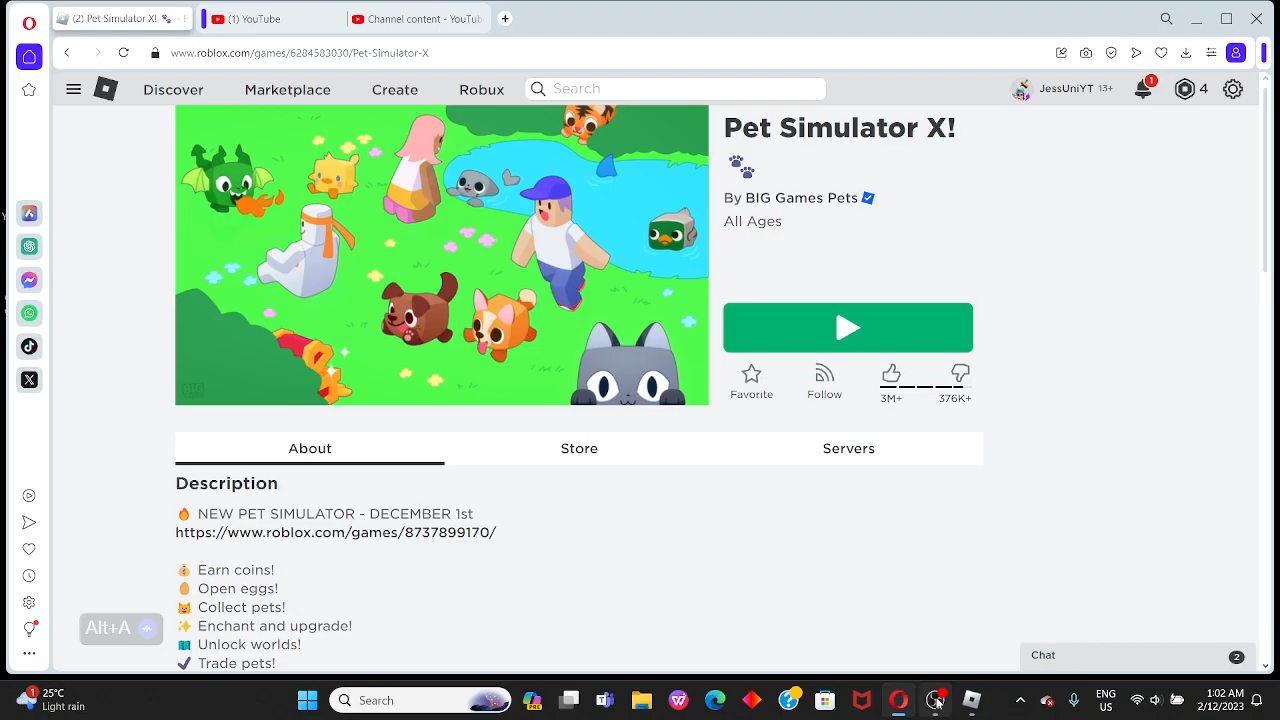 (2) Pet Simulator X! 🐾 - F
(1) YouTube
Channel content - YouTub
www.roblox.com/games/6284583030/Pet-Simulator-X
Discover
Marketplace
Create
Robux
Search
JessUniYT 13+
1
4
Pet Simulator X!
🐾
By BIG Games Pets
All Ages
BIG
Favorite
Follow
3M+
376K+
About
Store
Servers
Description
🔥 NEW PET SIMULATOR - DECEMBER 1st
https://www.roblox.com/games/8737899170/
💰 Earn coins!
🥚 Open eggs!
😺 Collect pets!
✨ Enchant and upgrade!
🗺️ Unlock worlds!
✔️ Trade pets!
Alt+A
Chat
2
1
25°C
Light rain
Search
PRE
ENG
US
1:02 AM
2/12/2023